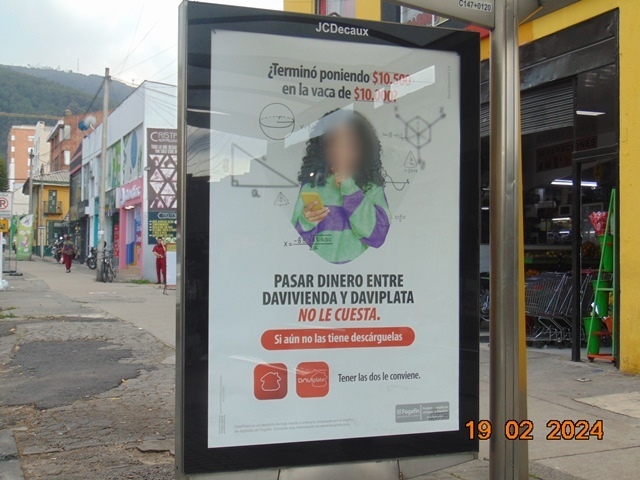 C147+0120
JCDecaux
¿Terminó poniendo $10.500
en la vaca de $10.000?
a
PASAR DINERO ENTRE
DAVIVIENDA Y DAVIPLATA
NO LE CUESTA.
Si aún no las tiene descárguelas
DAVIplata
Tener las dos le conviene.
19 02 2024